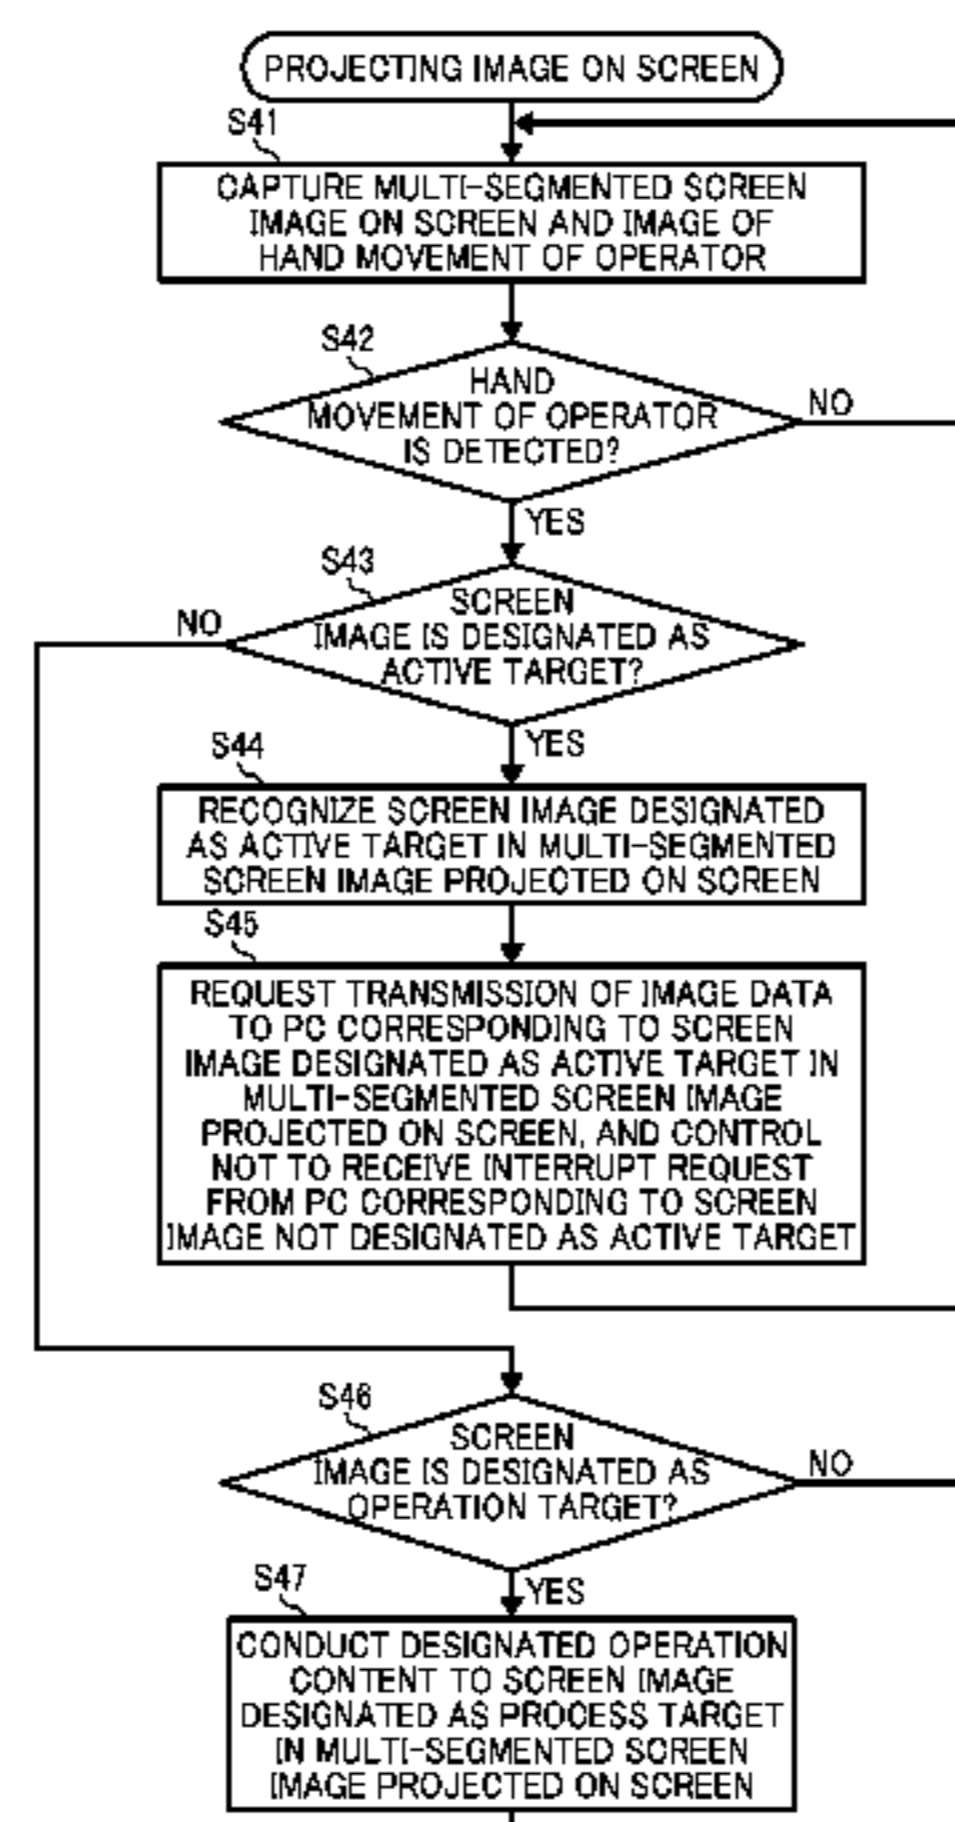 PROJECTING IMAGE ON SCREEN
S41
CAPTURE MULTI-SEGMENTED SCREEN
IMAGE ON SCREEN AND IMAGE OF
HAND MOVEMENT OF OPERATOR
S42
HAND
MOVEMENT OF OPERATOR
IS DETECTED?
NO
YES
S43
SCREEN
IMAGE IS DESIGNATED AS
ACTIVE TARGET?
NO
YES
S44
RECOGNIZE SCREEN IMAGE DESIGNATED
AS ACTIVE TARGET IN MULTI-SEGMENTED
SCREEN IMAGE PROJECTED ON SCREEN
S45
REQUEST TRANSMISSION OF IMAGE DATA
TO PC CORRESPONDING TO SCREEN
IMAGE DESIGNATED AS ACTIVE TARGET IN
MULTI-SEGMENTED SCREEN IMAGE
PROJECTED ON SCREEN, AND CONTROL
NOT TO RECEIVE INTERRUPT REQUEST
FROM PC CORRESPONDING TO SCREEN
IMAGE NOT DESIGNATED AS ACTIVE TARGET
S46
SCREEN
IMAGE IS DESIGNATED AS
OPERATION TARGET?
NO
YES
S47
CONDUCT DESIGNATED OPERATION
CONTENT TO SCREEN IMAGE
DESIGNATED AS PROCESS TARGET
IN MULTI-SEGMENTED SCREEN
IMAGE PROJECTED ON SCREEN